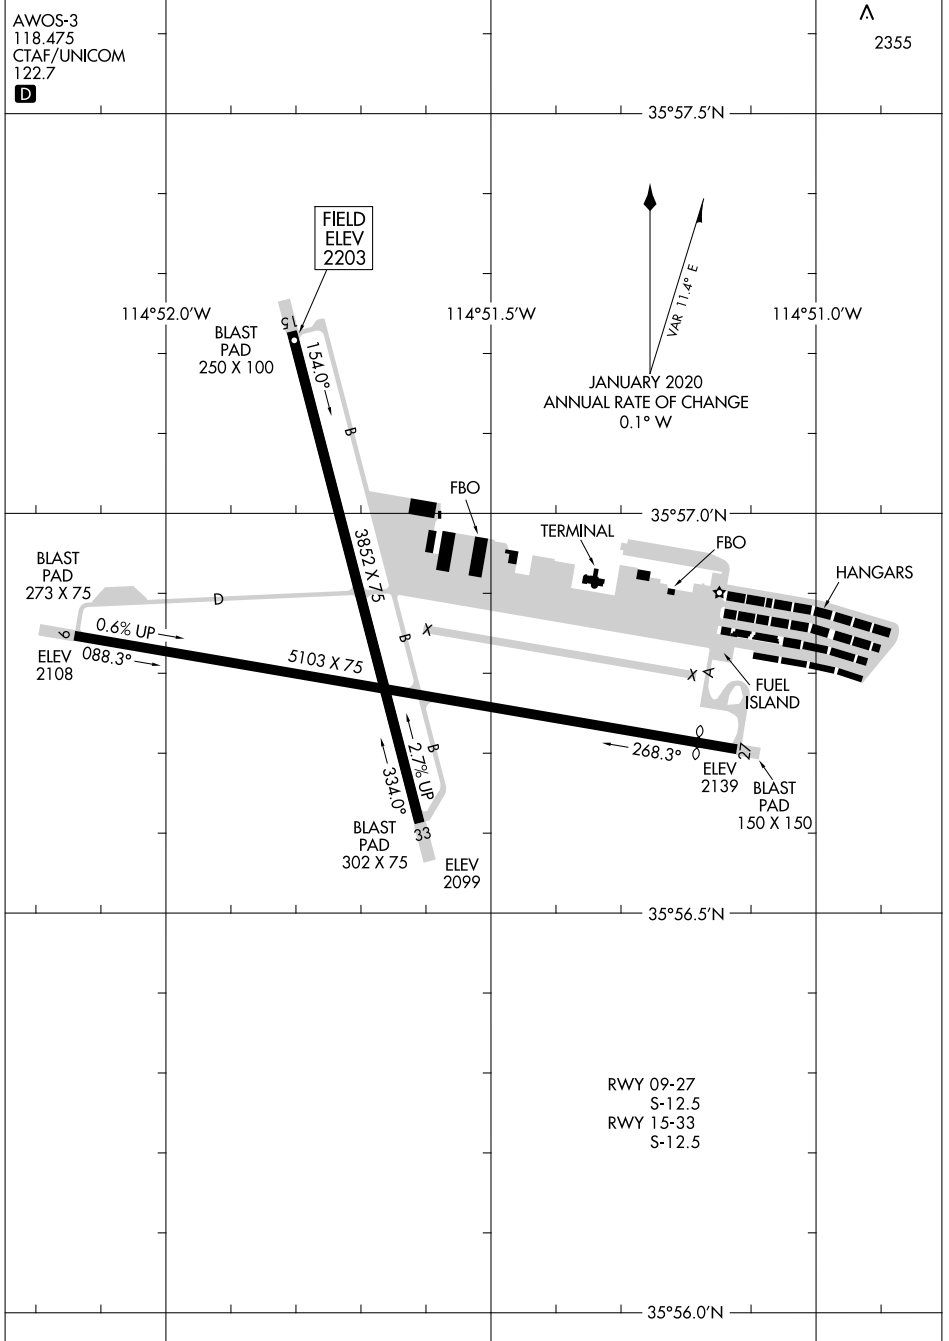 AWOS-3
118.475
CTAF/UNICOM
122.7
D
2355
35°57.5'N
FIELD
ELEV
2203
VAR 11.4° E
114°52.0'W
114°51.5'W
114°51.0'W
15
BLAST
PAD
250 X 100
154.0°
JANUARY 2020
ANNUAL RATE OF CHANGE
0.1° W
B
FBO
35°57.0'N
TERMINAL
FBO
3852 X 75
BLAST
PAD
273 X 75
HANGARS
D
9
0.6% UP
088.3°
ELEV
2108
5103 X 75
B
X
X
A
FUEL
ISLAND
B
2.7% UP
334.0°
268.3°
27
ELEV
2139
BLAST
PAD
150 X 150
33
BLAST
PAD
302 X 75
ELEV
2099
35°56.5'N
RWY 09-27
S-12.5
RWY 15-33
S-12.5
35°56.0'N